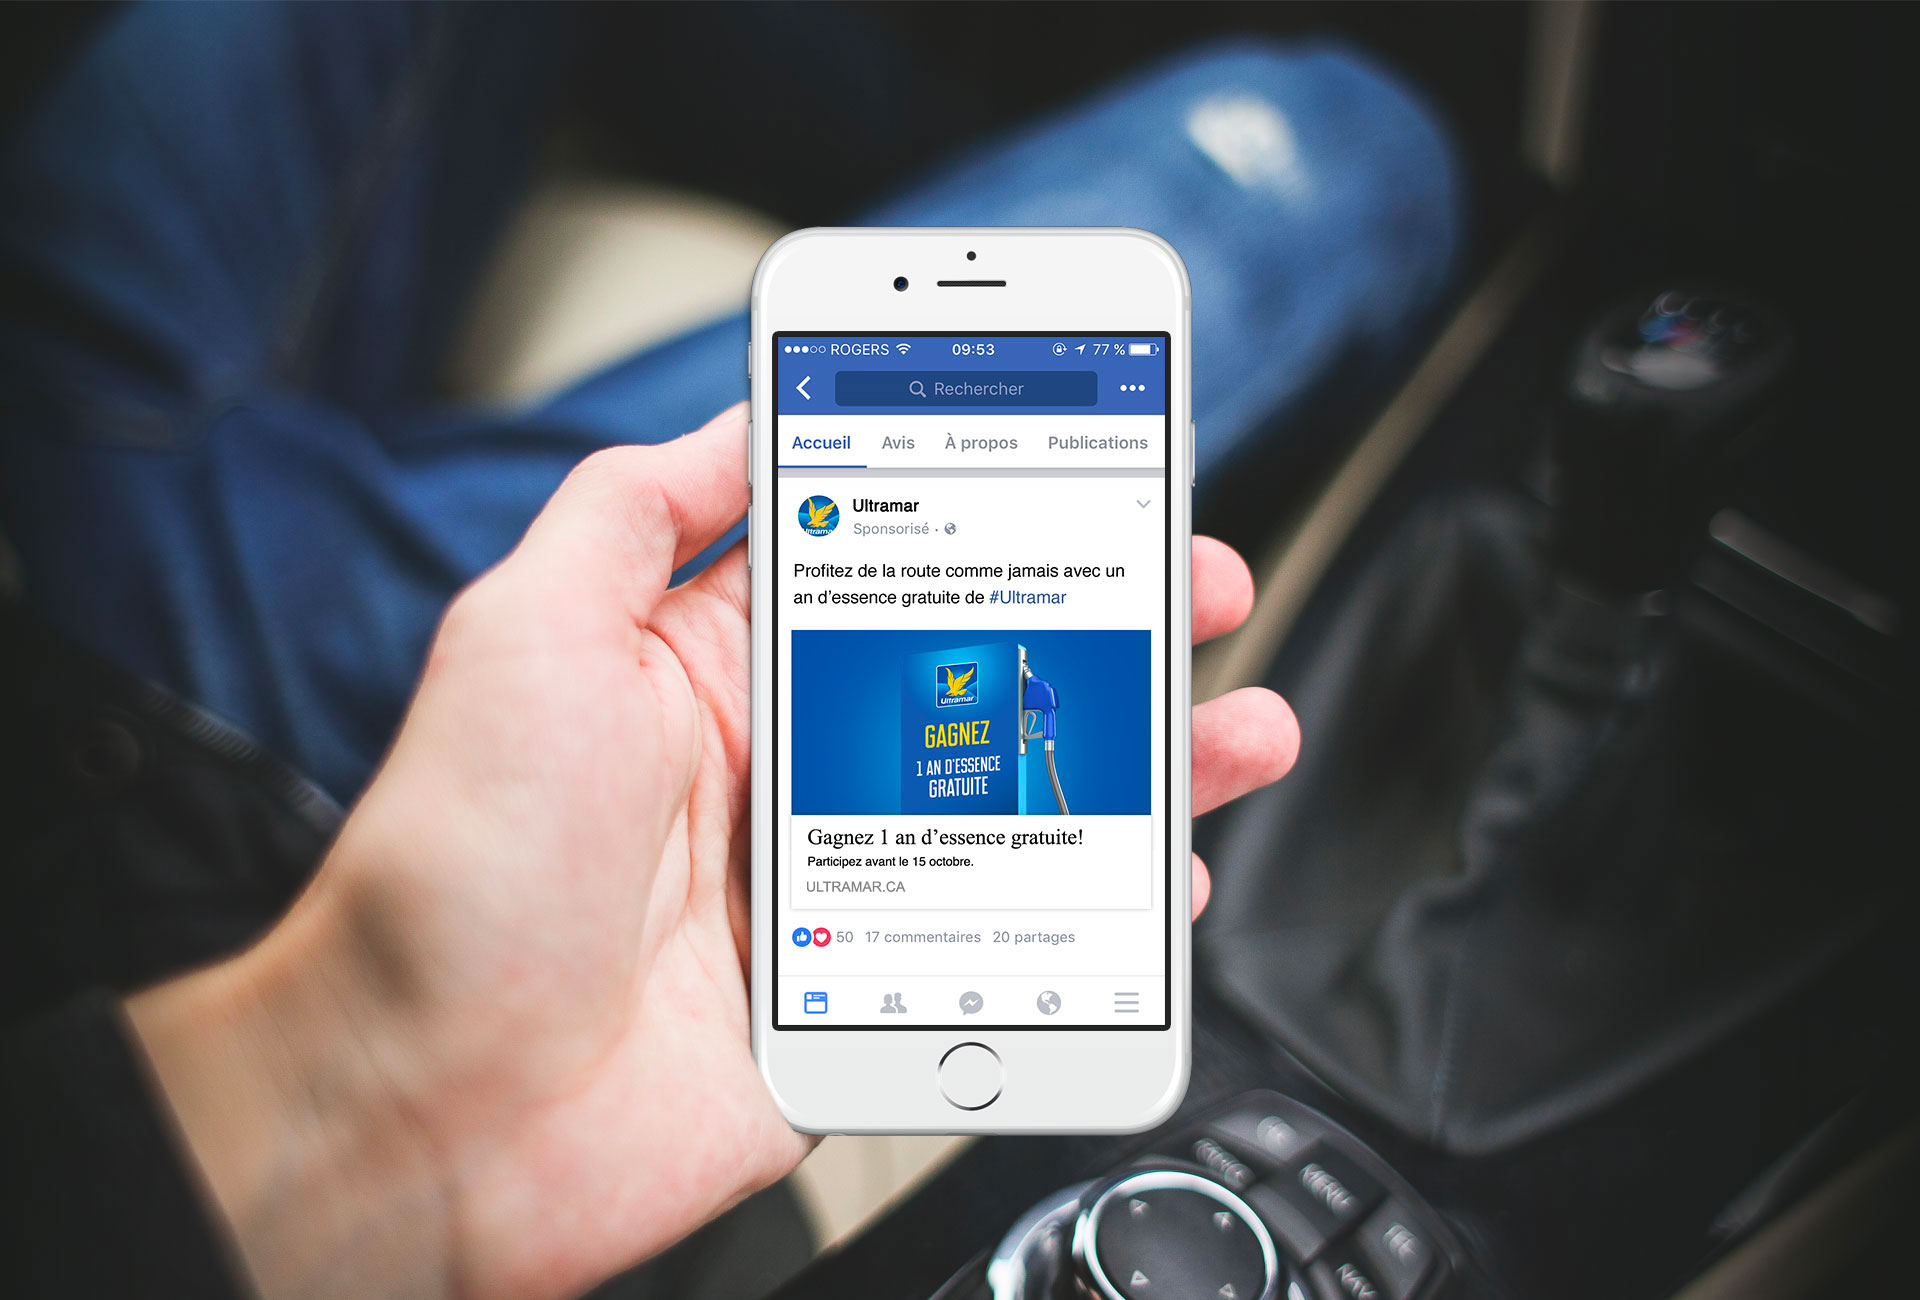 ROGERS 09:53 77 %
Rechercher
Accueil Avis À propos Publications
Ultramar
Sponsorisé
Profitez de la route comme jamais avec un
an d’essence gratuite de #Ultramar
Ultramar
GAGNEZ
1 AN D'ESSENCE
GRATUITE
Gagnez 1 an d’essence gratuite!
Participez avant le 15 octobre.
ULTRAMAR.CA
50 17 commentaires 20 partages
MENU
NAV